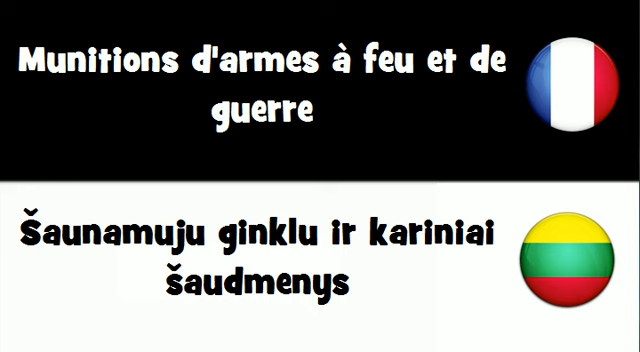 Munitions d'armes à feu et de
guerre
Šaunamuju ginklu ir kariniai
šaudmenys